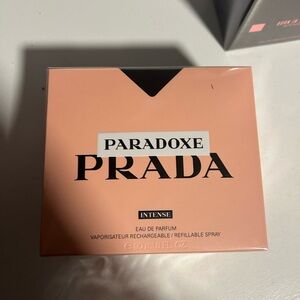 PARADOXE
PRADA
INTENSE
EAU DE PARFUM
VAPORISATEUR RECHARGEABLE / REFILLABLE SPRAY